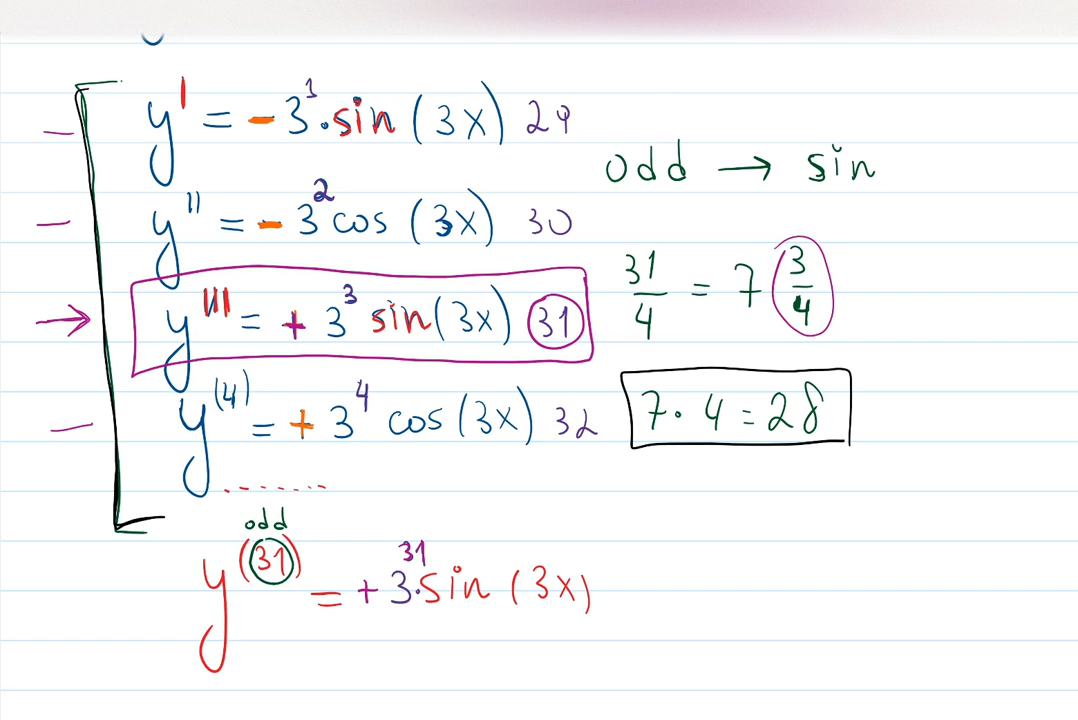 y' = - 3¹·sin (3x) 29
odd → sin
y'' = - 3² cos (3x) 30
31/4 = 7 3/4
y''' = + 3³ sin(3x) 31
y⁽⁴⁾ = + 3⁴ cos (3x) 32
7 · 4 = 28
........
odd
y⁽³¹⁾ = + 3³¹·sin (3x)